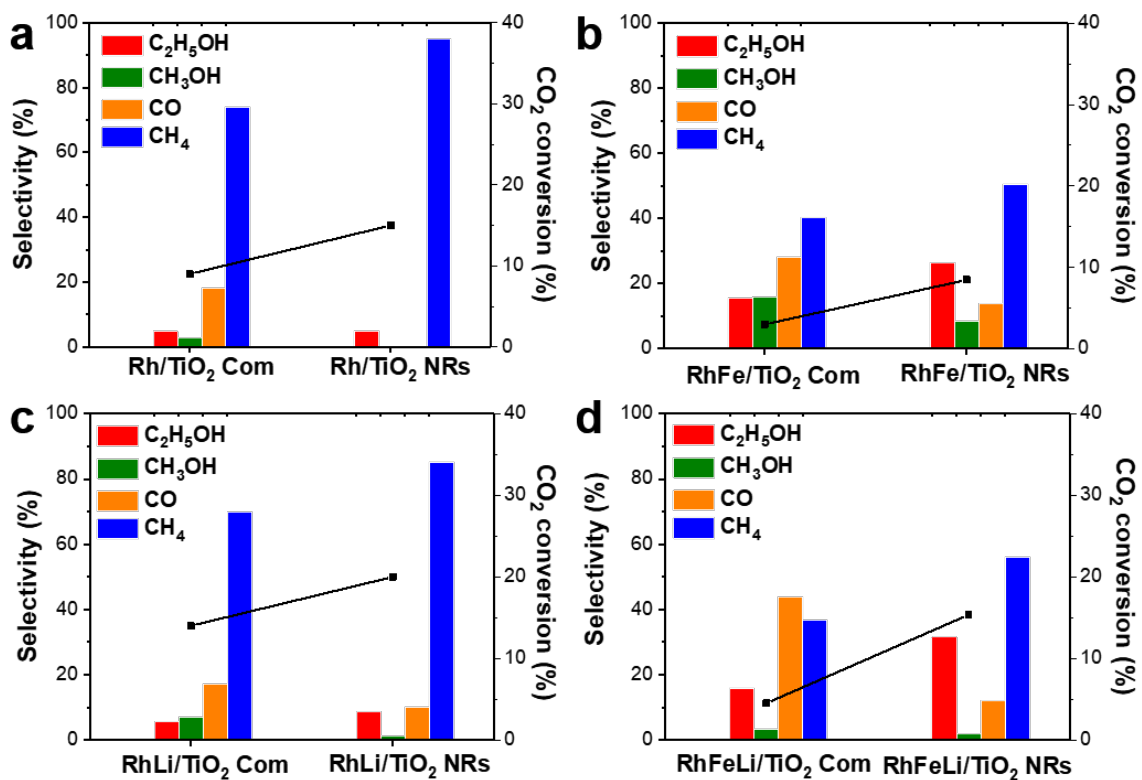 a
C₂H₅OH
CH₃OH
CO
CH₄
Selectivity (%)
100
80
60
40
20
0
CO₂ conversion (%)
40
30
20
10
0
Rh/TiO₂ Com
Rh/TiO₂ NRs
b
C₂H₅OH
CH₃OH
CO
CH₄
Selectivity (%)
100
80
60
40
20
0
CO₂ conversion (%)
40
30
20
10
0
RhFe/TiO₂ Com
RhFe/TiO₂ NRs
c
C₂H₅OH
CH₃OH
CO
CH₄
Selectivity (%)
100
80
60
40
20
0
CO₂ conversion (%)
40
30
20
10
0
RhLi/TiO₂ Com
RhLi/TiO₂ NRs
d
C₂H₅OH
CH₃OH
CO
CH₄
Selectivity (%)
100
80
60
40
20
0
CO₂ conversion (%)
40
30
20
10
0
RhFeLi/TiO₂ Com
RhFeLi/TiO₂ NRs